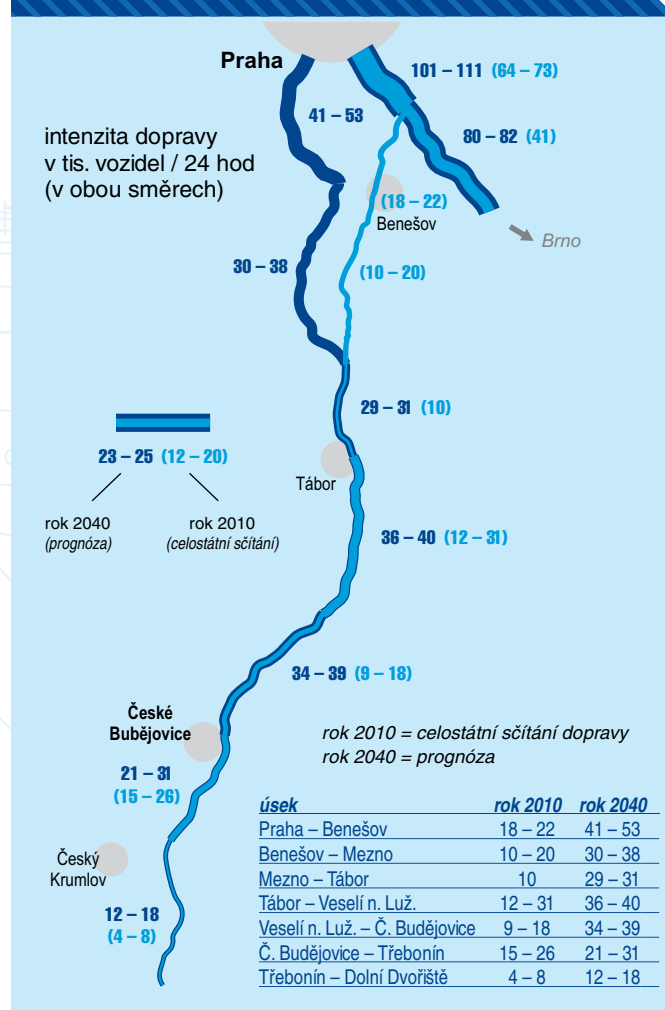 Praha
101 – 111 (64 – 73)
41 – 53
80 – 82 (41)
intenzita dopravy
v tis. vozidel / 24 hod
(v obou směrech)
(18 – 22)
Benešov
Brno
30 – 38
(10 – 20)
29 – 31 (10)
23 – 25 (12 – 20)
Tábor
rok 2040
(prognóza)
rok 2010
(celostátní sčítání)
36 – 40 (12 – 31)
34 – 39 (9 – 18)
České
Bubějovice
rok 2010 = celostátní sčítání dopravy
rok 2040 = prognóza
21 – 31
(15 – 26)
Český
Krumlov
12 – 18
(4 – 8)
úsek rok 2010 rok 2040
Praha – Benešov 18 – 22 41 – 53
Benešov – Mezno 10 – 20 30 – 38
Mezno – Tábor 10 29 – 31
Tábor – Veselí n. Luž. 12 – 31 36 – 40
Veselí n. Luž. – Č. Budějovice 9 – 18 34 – 39
Č. Budějovice – Třebonín 15 – 26 21 – 31
Třebonín – Dolní Dvořiště 4 – 8 12 – 18